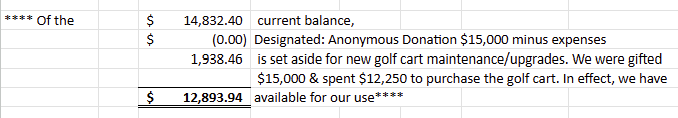 **** Of the $ 14,832.40 current balance,
$ (0.00) Designated: Anonymous Donation $15,000 minus expenses
1,938.46 is set aside for new golf cart maintenance/upgrades. We were gifted
$15,000 & spent $12,250 to purchase the golf cart. In effect, we have
$ 12,893.94 available for our use****